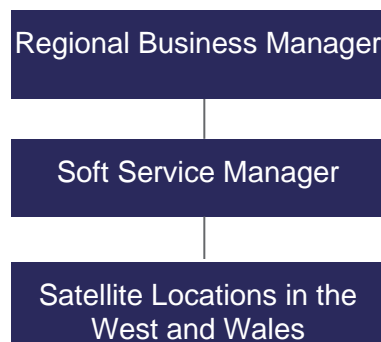 Regional Business Manager
Soft Service Manager
Satellite Locations in the
West and Wales